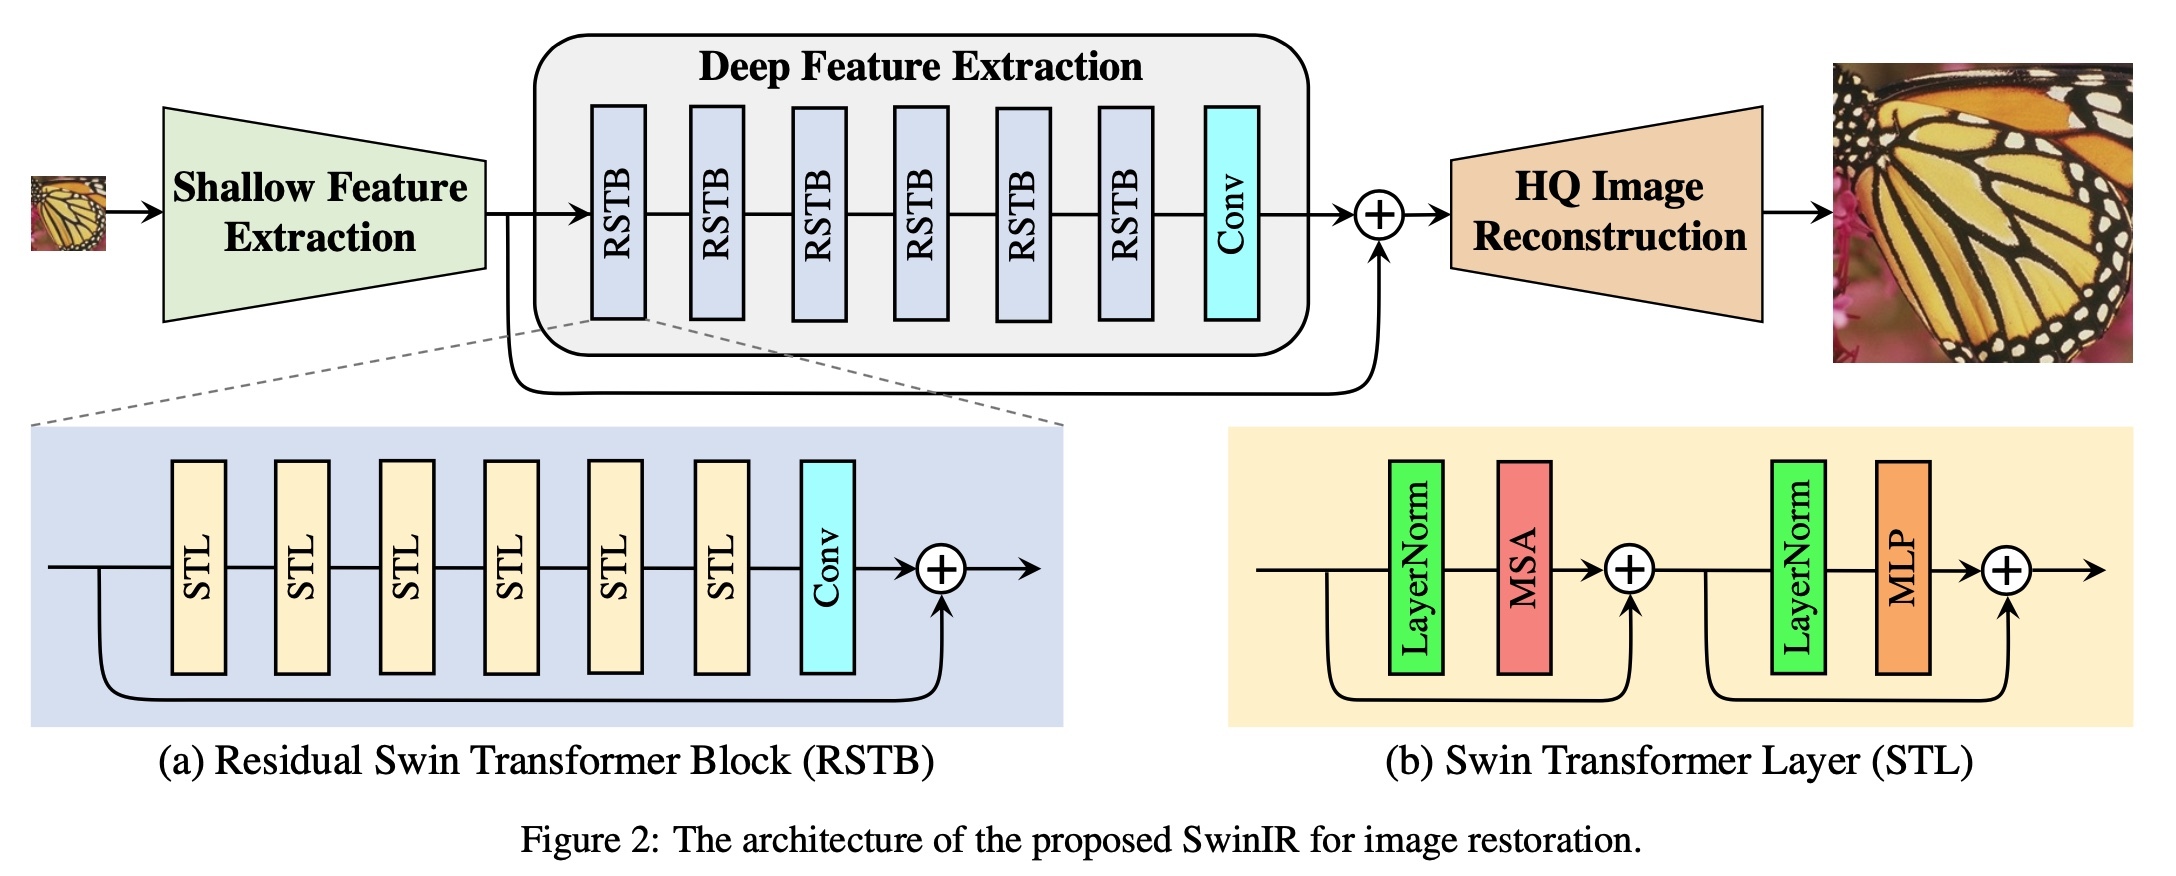 Deep Feature Extraction
Shallow Feature
Extraction
RSTB
RSTB
RSTB
RSTB
RSTB
RSTB
Conv
+
HQ Image
Reconstruction
STL
STL
STL
STL
STL
STL
Conv
+
(a) Residual Swin Transformer Block (RSTB)
LayerNorm
MSA
+
LayerNorm
MLP
+
(b) Swin Transformer Layer (STL)
Figure 2: The architecture of the proposed SwinIR for image restoration.